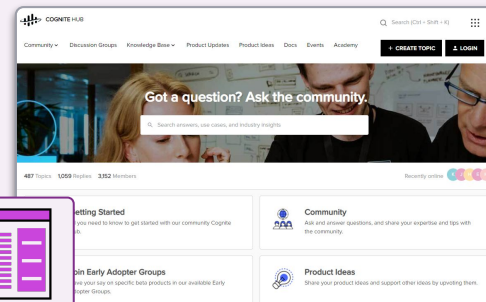 COGNITE HUB
Search (Ctrl + Shift + K)
Community Discussion Groups Knowledge Base Product Updates Product Ideas Docs Events Academy
+ CREATE TOPIC LOGIN
Got a question? Ask the community.
Search answers, use cases, and industry insights
487 Topics 1,059 Replies 3,152 Members
Recently online
etting Started
you need to know to get started with our community Cognite
ub.
Community
Ask and answer questions, and share your expertise and tips with
the community.
oin Early Adopter Groups
ve your say on specific beta products in our available Early
dopter Groups.
Product Ideas
Share your product ideas and support other ideas by upvoting them.